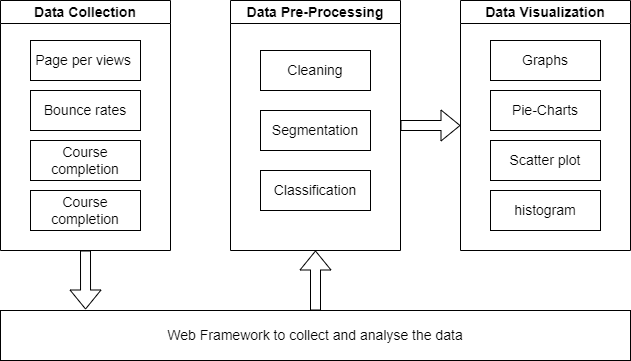 Data Collection
Page per views
Bounce rates
Course
completion
Course
completion
Data Pre-Processing
Cleaning
Segmentation
Classification
Data Visualization
Graphs
Pie-Charts
Scatter plot
histogram
Web Framework to collect and analyse the data